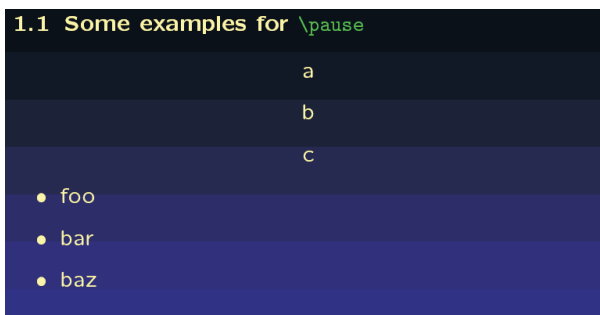 1.1 Some examples for \pause
a
b
c
• foo
• bar
• baz